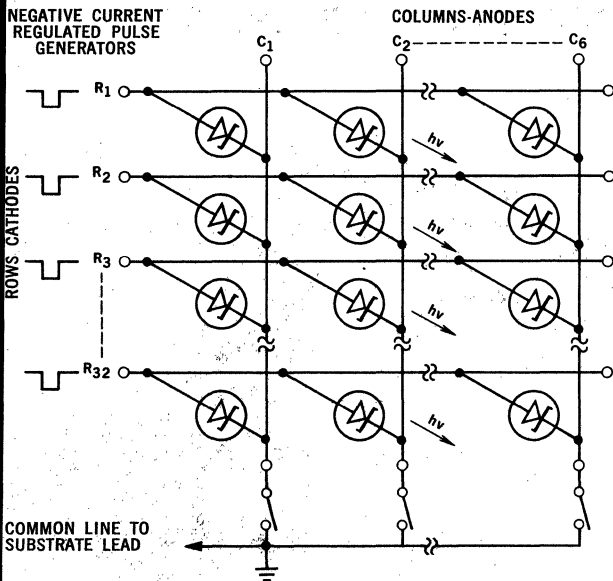 NEGATIVE CURRENT
REGULATED PULSE
GENERATORS
COLUMNS-ANODES
C1
C2
C6
R1
hv
R2
hv
ROWS CATHODES
R3
hv
R32
hv
COMMON LINE TO
SUBSTRATE LEAD